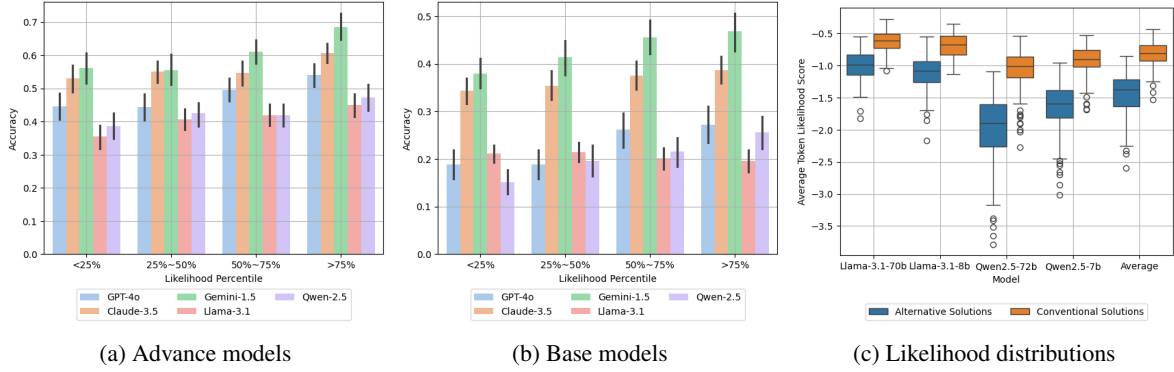 0.7
0.6
0.5
0.4
0.3
0.2
0.1
0.0
Accuracy
<25%
25%~50%
50%~75%
>75%
Likelihood Percentile
GPT-4o
Gemini-1.5
Qwen-2.5
Claude-3.5
Llama-3.1
(a) Advance models
0.5
0.4
0.3
0.2
0.1
0.0
Accuracy
<25%
25%~50%
50%~75%
>75%
Likelihood Percentile
GPT-4o
Gemini-1.5
Qwen-2.5
Claude-3.5
Llama-3.1
(b) Base models
−0.5
−1.0
−1.5
−2.0
−2.5
−3.0
−3.5
Average Token Likelihood Score
Llama-3.1-70b
Llama-3.1-8b
Qwen2.5-72b
Qwen2.5-7b
Average
Model
Alternative Solutions
Conventional Solutions
(c) Likelihood distributions